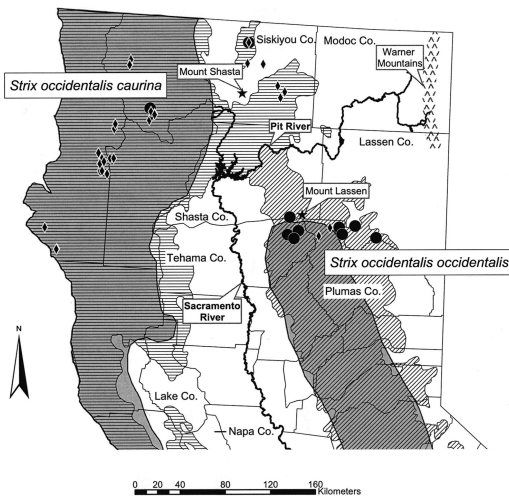 Siskiyou Co.
Modoc Co.
Warner
Mountains
Mount Shasta
Strix occidentalis caurina
Pit River
Lassen Co.
Mount Lassen
Shasta Co.
Tehama Co.
Strix occidentalis occidentalis
Plumas Co.
Sacramento
River
N
Lake Co.
Napa Co.
0 20 40 80 120 160
Kilometers